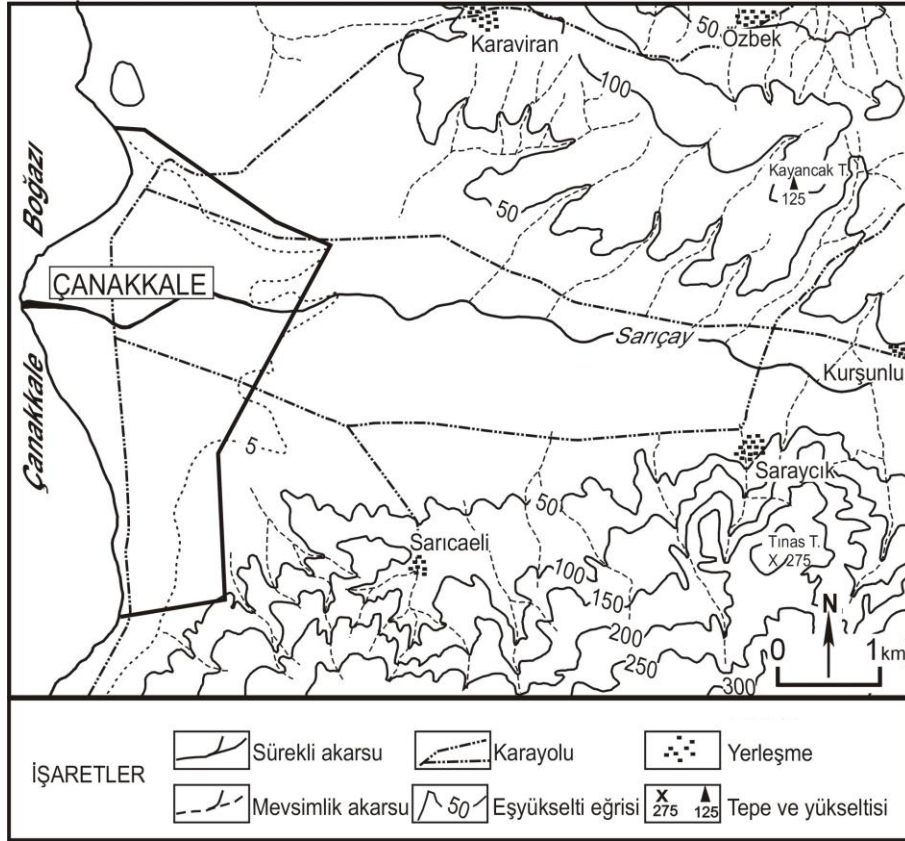 Karaviran
Özbek
50
100
Kayancak T.
125
50
Boğazı
ÇANAKKALE
Çanakkale
Sarıçay
Kurşunlu
5
Saraycık
50
Sarıcaeli
Tınas T.
X 275
100
150
200
250
300
N
0 1 km
İŞARETLER
Sürekli akarsu
Karayolu
Yerleşme
Mevsimlik akarsu
50 Eşyükselti eğrisi
X
275 125 Tepe ve yükseltisi